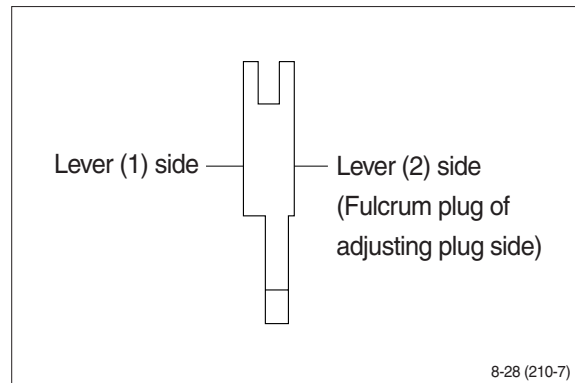 Lever (1) side
Lever (2) side
(Fulcrum plug of
adjusting plug side)
8-28 (210-7)